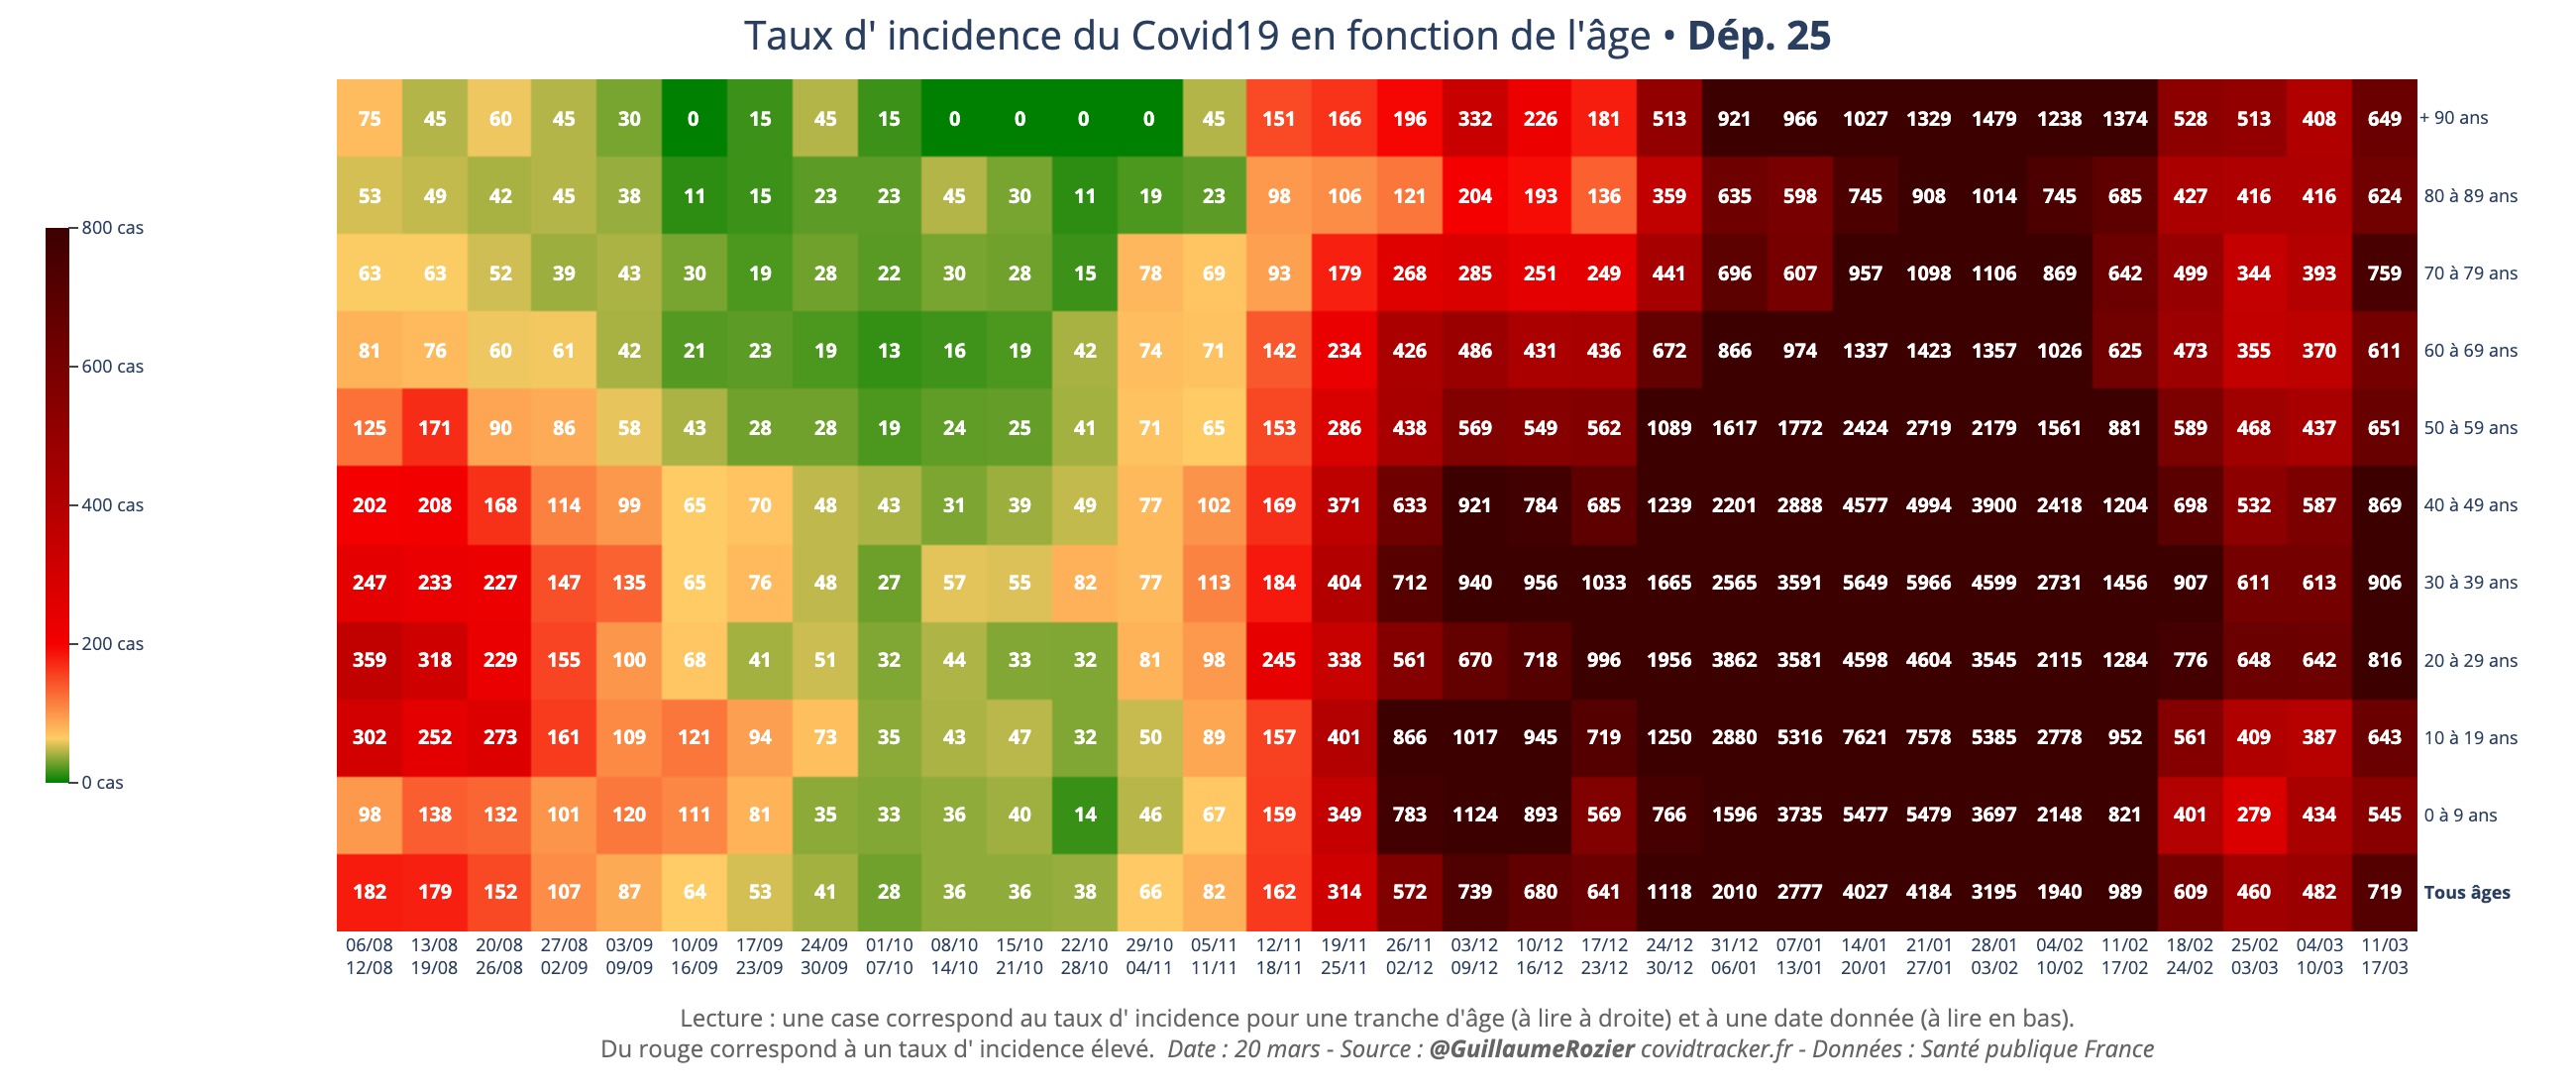 Taux d' incidence du Covid19 en fonction de l'âge • Dép. 25
75 45 60 45 30 0 15 45 15 0 0 0 0 45 151 166 196 332 226 181 513 921 966 1027 1329 1479 1238 1374 528 513 408 649 + 90 ans
53 49 42 45 38 11 15 23 23 45 30 11 19 23 98 106 121 204 193 136 359 635 598 745 908 1014 745 685 427 416 416 624 80 à 89 ans
800 cas
63 63 52 39 43 30 19 28 22 30 28 15 78 69 93 179 268 285 251 249 441 696 607 957 1098 1106 869 642 499 344 393 759 70 à 79 ans
81 76 60 61 42 21 23 19 13 16 19 42 74 71 142 234 426 486 431 436 672 866 974 1337 1423 1357 1026 625 473 355 370 611 60 à 69 ans
600 cas
125 171 90 86 58 43 28 28 19 24 25 41 71 65 153 286 438 569 549 562 1089 1617 1772 2424 2719 2179 1561 881 589 468 437 651 50 à 59 ans
400 cas
202 208 168 114 99 65 70 48 43 31 39 49 77 102 169 371 633 921 784 685 1239 2201 2888 4577 4994 3900 2418 1204 698 532 587 869 40 à 49 ans
247 233 227 147 135 65 76 48 27 57 55 82 77 113 184 404 712 940 956 1033 1665 2565 3591 5649 5966 4599 2731 1456 907 611 613 906 30 à 39 ans
200 cas
359 318 229 155 100 68 41 51 32 44 33 32 81 98 245 338 561 670 718 996 1956 3862 3581 4598 4604 3545 2115 1284 776 648 642 816 20 à 29 ans
302 252 273 161 109 121 94 73 35 43 47 32 50 89 157 401 866 1017 945 719 1250 2880 5316 7621 7578 5385 2778 952 561 409 387 643 10 à 19 ans
0 cas
98 138 132 101 120 111 81 35 33 36 40 14 46 67 159 349 783 1124 893 569 766 1596 3735 5477 5479 3697 2148 821 401 279 434 545 0 à 9 ans
182 179 152 107 87 64 53 41 28 36 36 38 66 82 162 314 572 739 680 641 1118 2010 2777 4027 4184 3195 1940 989 609 460 482 719 Tous âges
06/08 13/08 20/08 27/08 03/09 10/09 17/09 24/09 01/10 08/10 15/10 22/10 29/10 05/11 12/11 19/11 26/11 03/12 10/12 17/12 24/12 31/12 07/01 14/01 21/01 28/01 04/02 11/02 18/02 25/02 04/03 11/03
12/08 19/08 26/08 02/09 09/09 16/09 23/09 30/09 07/10 14/10 21/10 28/10 04/11 11/11 18/11 25/11 02/12 09/12 16/12 23/12 30/12 06/01 13/01 20/01 27/01 03/02 10/02 17/02 24/02 03/03 10/03 17/03
Lecture : une case correspond au taux d' incidence pour une tranche d'âge (à lire à droite) et à une date donnée (à lire en bas).
Du rouge correspond à un taux d' incidence élevé. Date : 20 mars - Source : @GuillaumeRozier covidtracker.fr - Données : Santé publique France